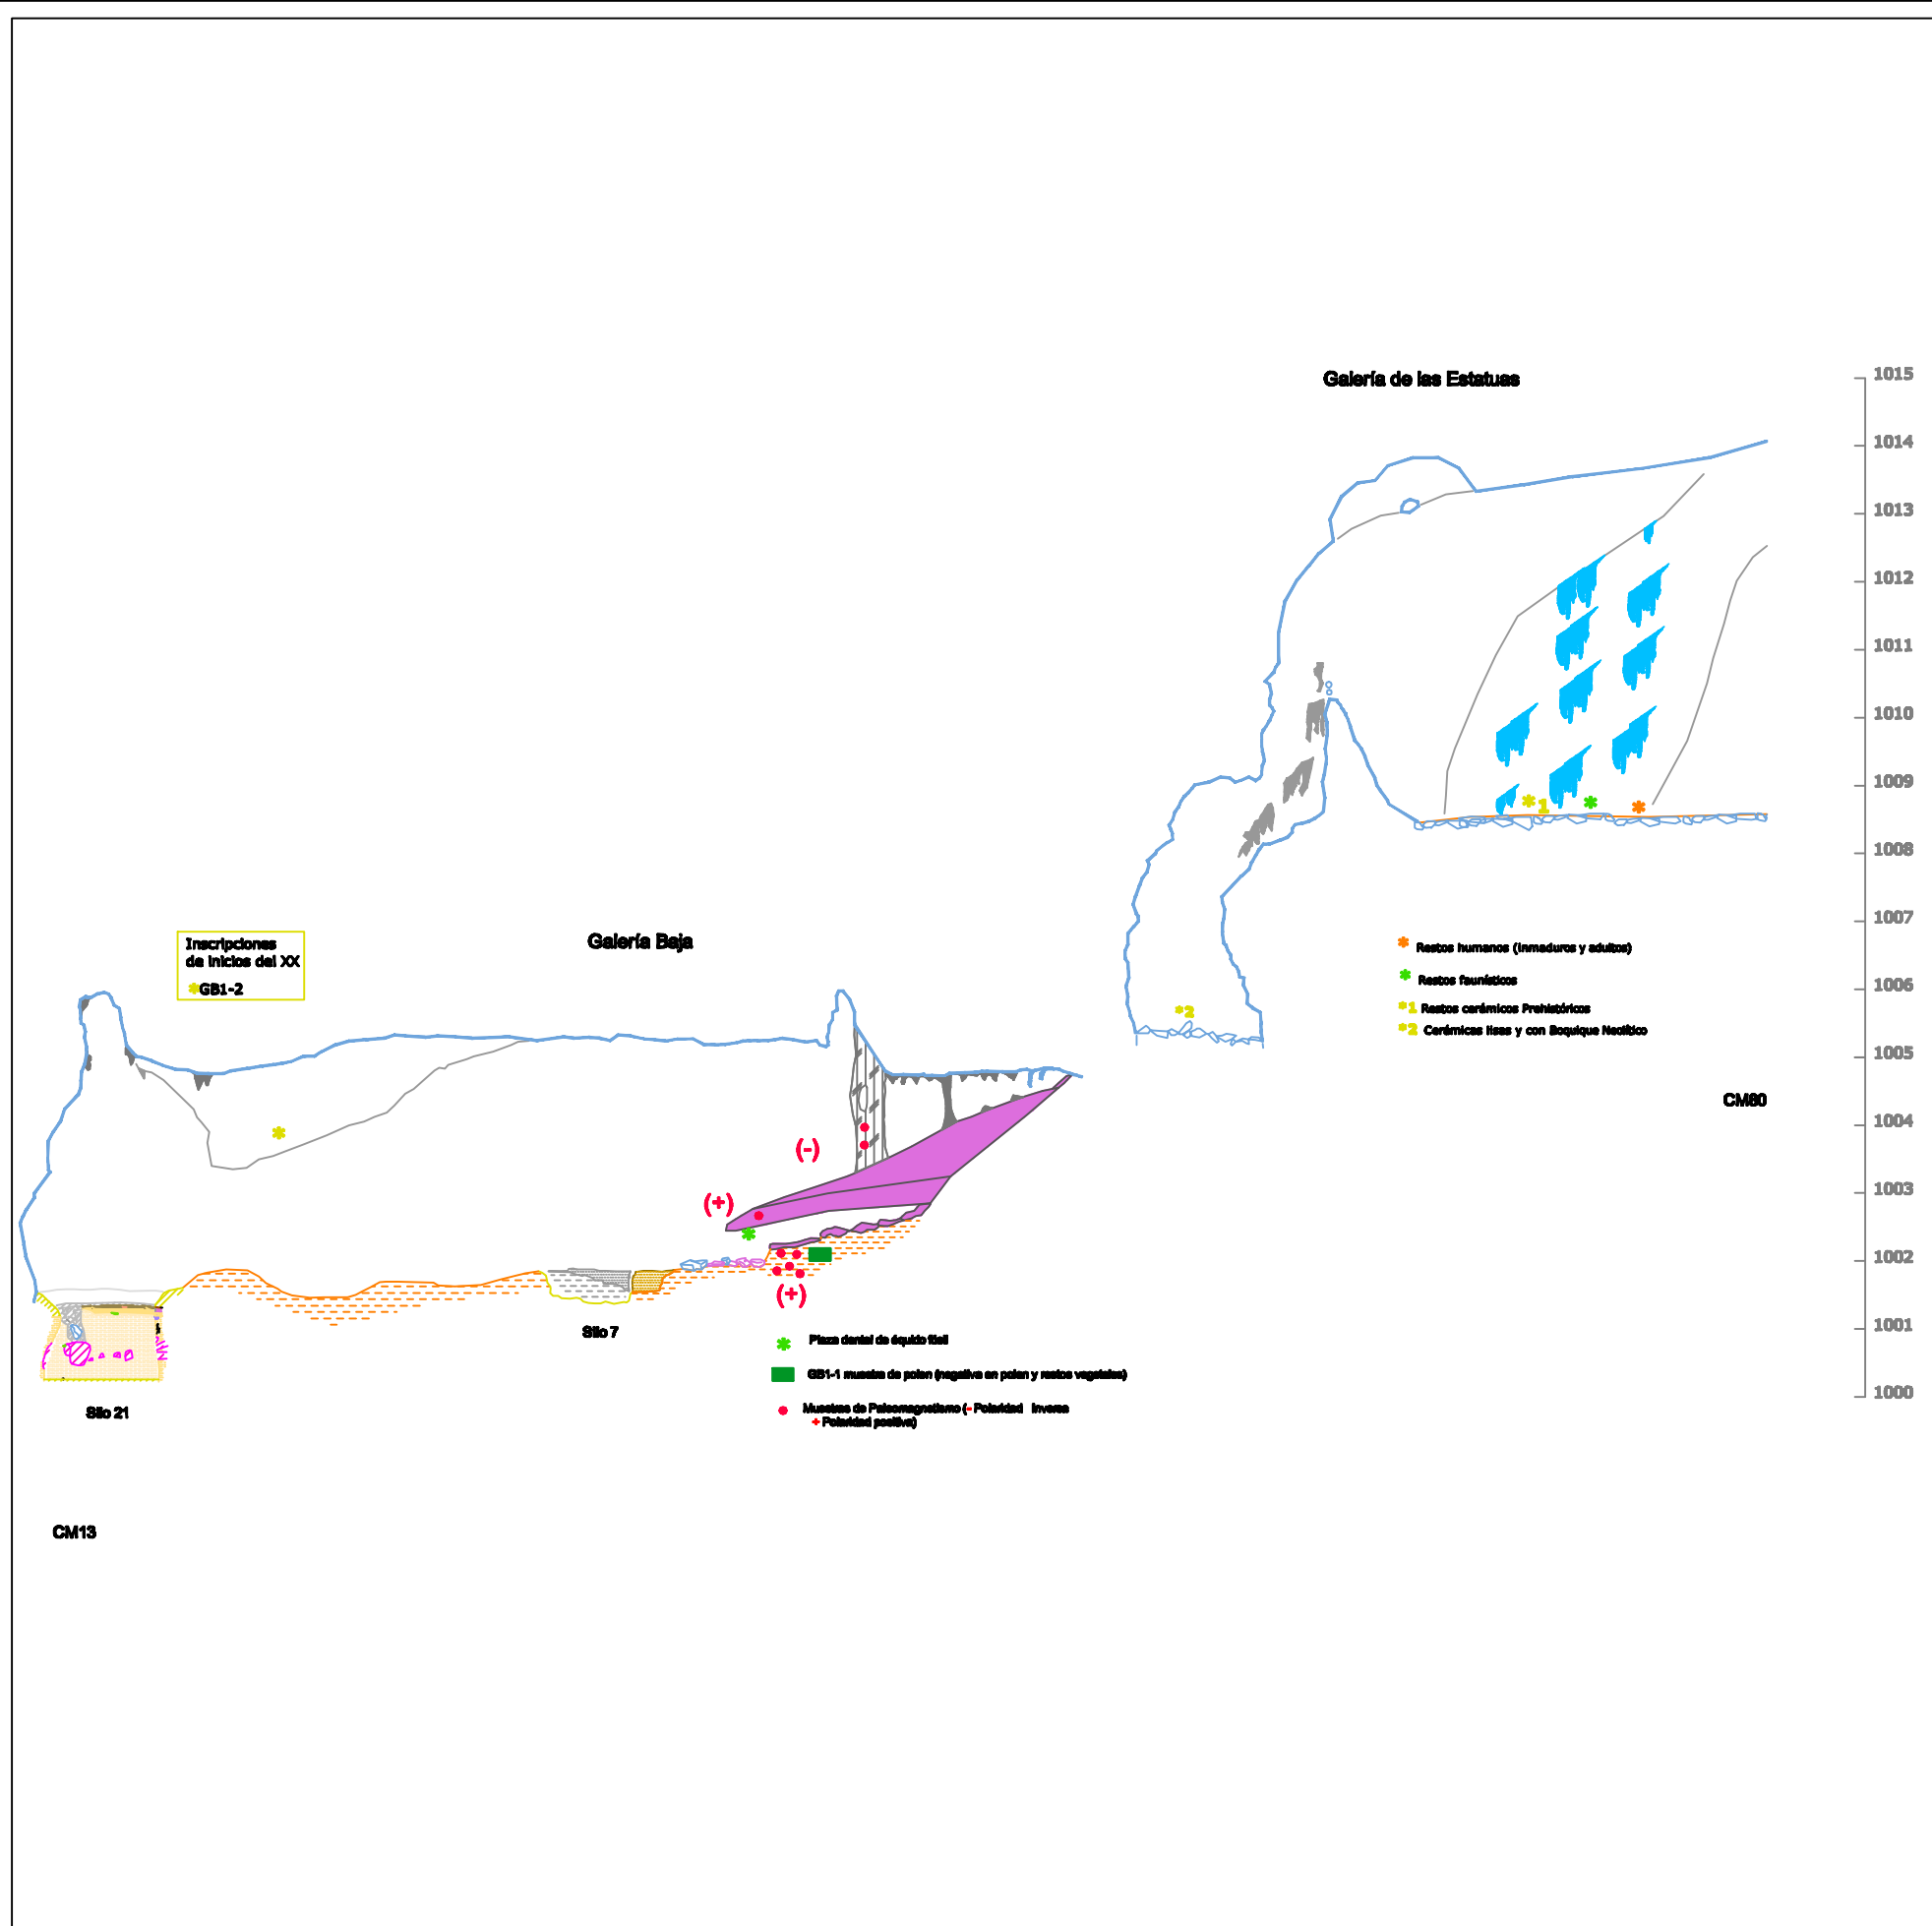 Galería de las Estatuas
1015
1014
1013
1012
1011
1010
1009
1008
1007
1006
1005
1004
1003
1002
1001
1000
*1
*2
* Restos humanos (Inmaduros y adultos)
* Restos faunísticos
*1 Restos cerámicos Prehistóricos
*2 Cerámicas lisas y con Boquique Neolítico
CM80
Galería Baja
Inscripciones
de inicios del XX
*GB1-2
(-)
(+)
(+)
Silo 7
Silo 21
Pieza dental de équido fósil
GB1-1 muestra de polen (negativa en polen y restos vegetales)
Muestras de Paleomagnetismo (- Polaridad Inversa
+ Polaridad positiva)
CM13